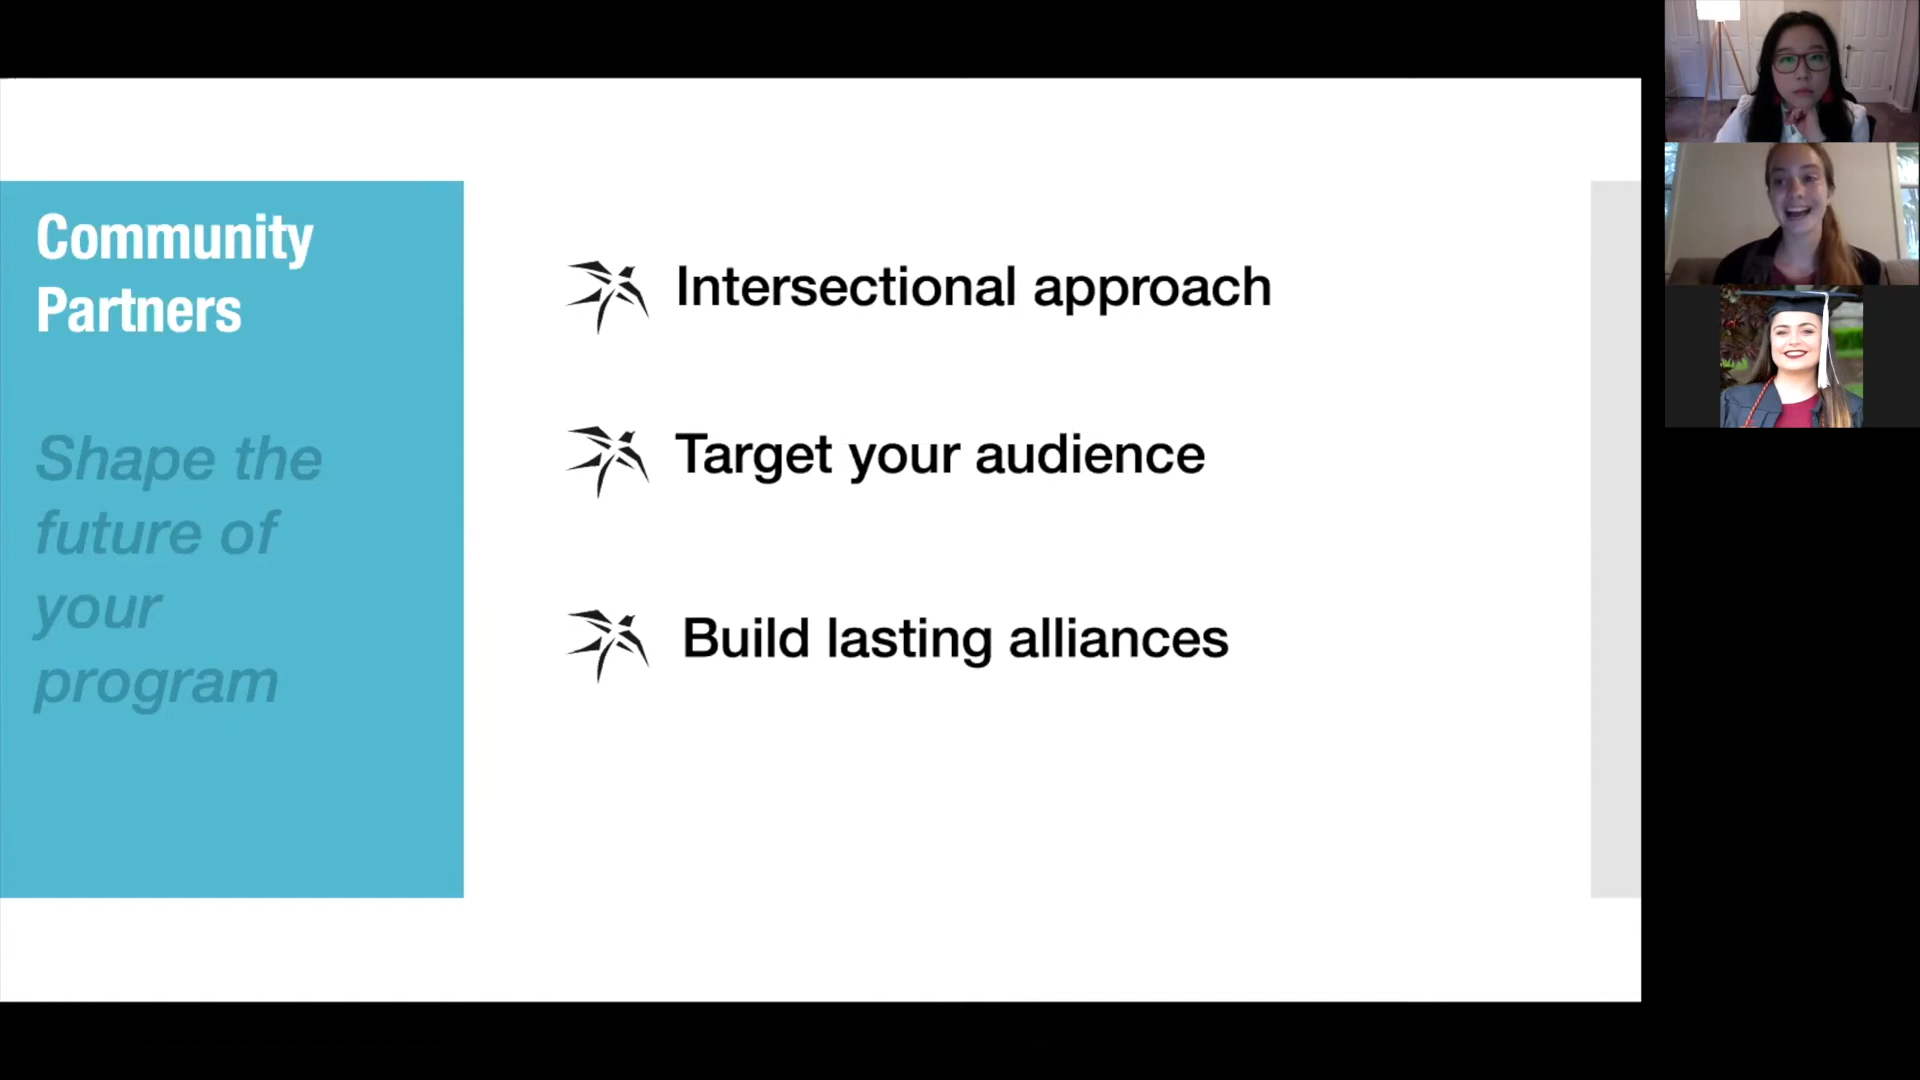 Community
Partners
Shape the
future of
your
program
Intersectional approach
Target your audience
Build lasting alliances